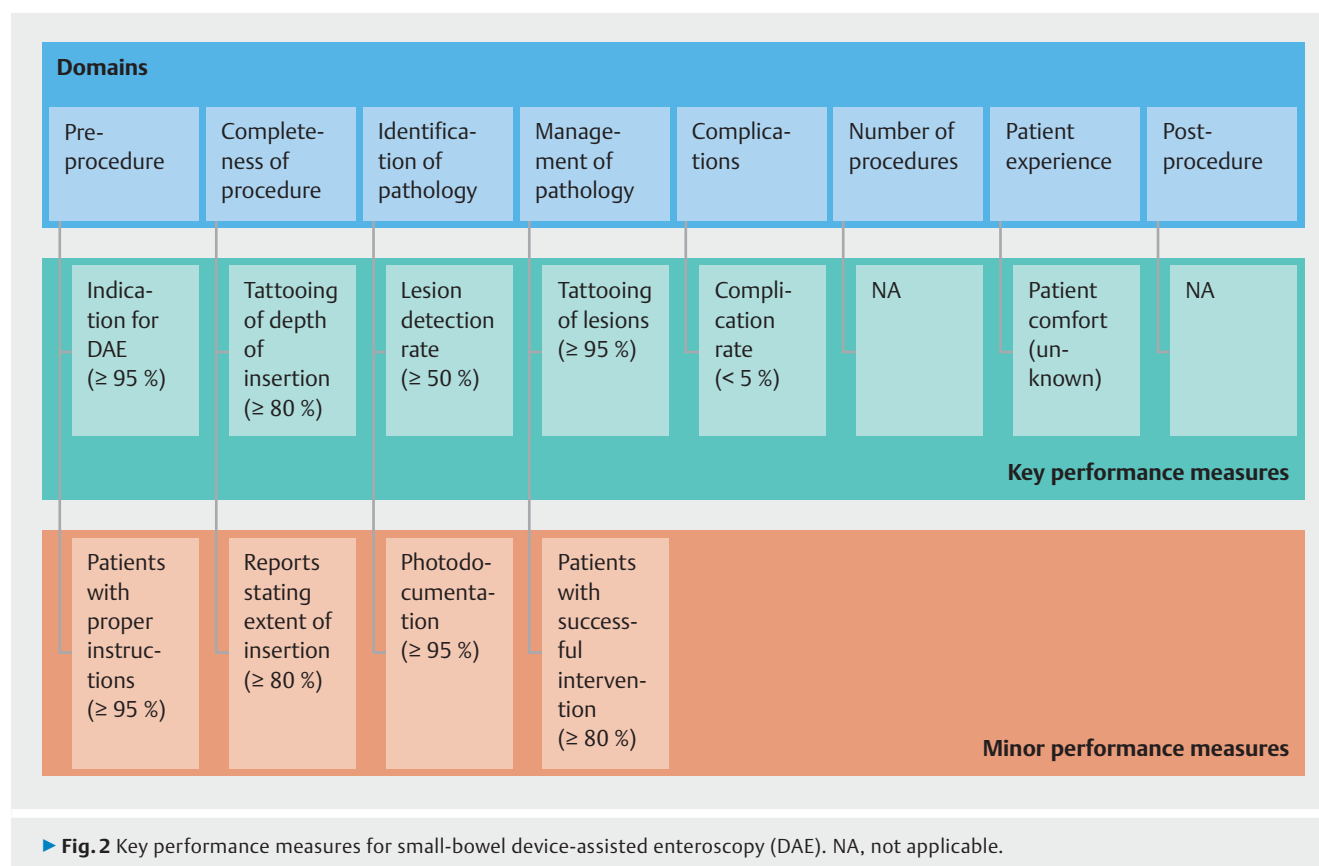 Domains
Pre-
procedure
Complete-
ness of
procedure
Identifica-
tion of
pathology
Manage-
ment of
pathology
Complica-
tions
Number of
procedures
Patient
experience
Post-
procedure
Indica-
tion for
DAE
(≥ 95 %)
Tattooing
of depth
of
insertion
(≥ 80 %)
Lesion
detection
rate
(≥ 50 %)
Tattooing
of lesions
(≥ 95 %)
Compli-
cation
rate
(< 5 %)
NA
Patient
comfort
(un-
known)
NA
Key performance measures
Patients
with
proper
instruc-
tions
(≥ 95 %)
Reports
stating
extent of
insertion
(≥ 80 %)
Photodo-
cumenta-
tion
(≥ 95 %)
Patients
with
success-
ful
interven-
tion
(≥ 80 %)
Minor performance measures
▶ Fig. 2 Key performance measures for small-bowel device-assisted enteroscopy (DAE). NA, not applicable.